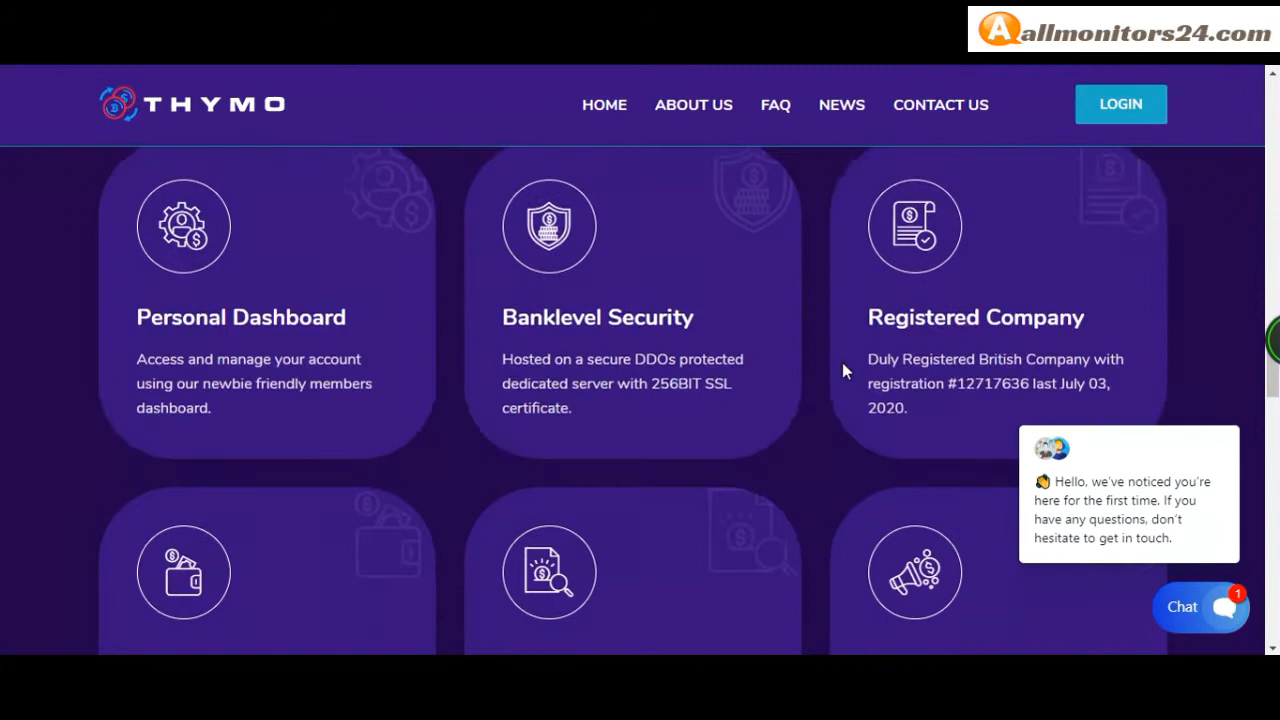 allmonitors24.com
THYMO
HOME
ABOUT US
FAQ
NEWS
CONTACT US
LOGIN
Personal Dashboard
Access and manage your account
using our newbie friendly members
dashboard.
Banklevel Security
Hosted on a secure DDOs protected
dedicated server with 256BIT SSL
certificate.
Registered Company
Duly Registered British Company with
registration #12717636 last July 03,
2020.
Hello, we've noticed you're
here for the first time. If you
have any questions, don't
hesitate to get in touch.
Chat
1